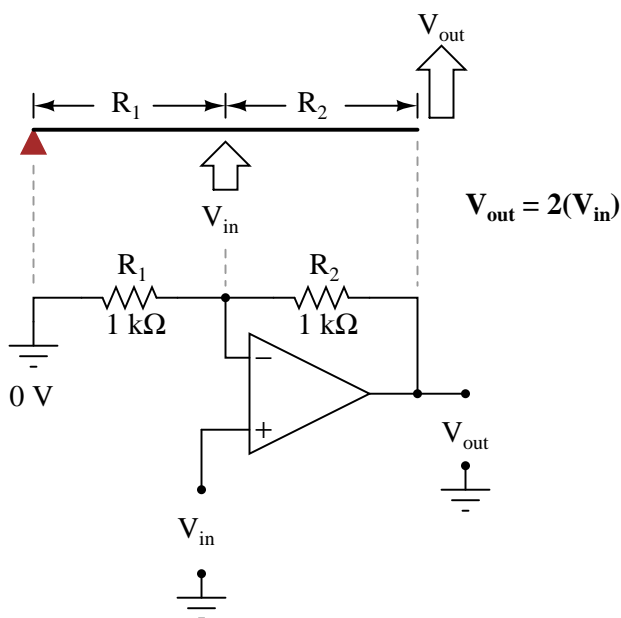 V_out
R_1 R_2
V_in
V_out = 2(V_in)
R_1 R_2
1 kΩ 1 kΩ
−
0 V
+
V_out
V_in